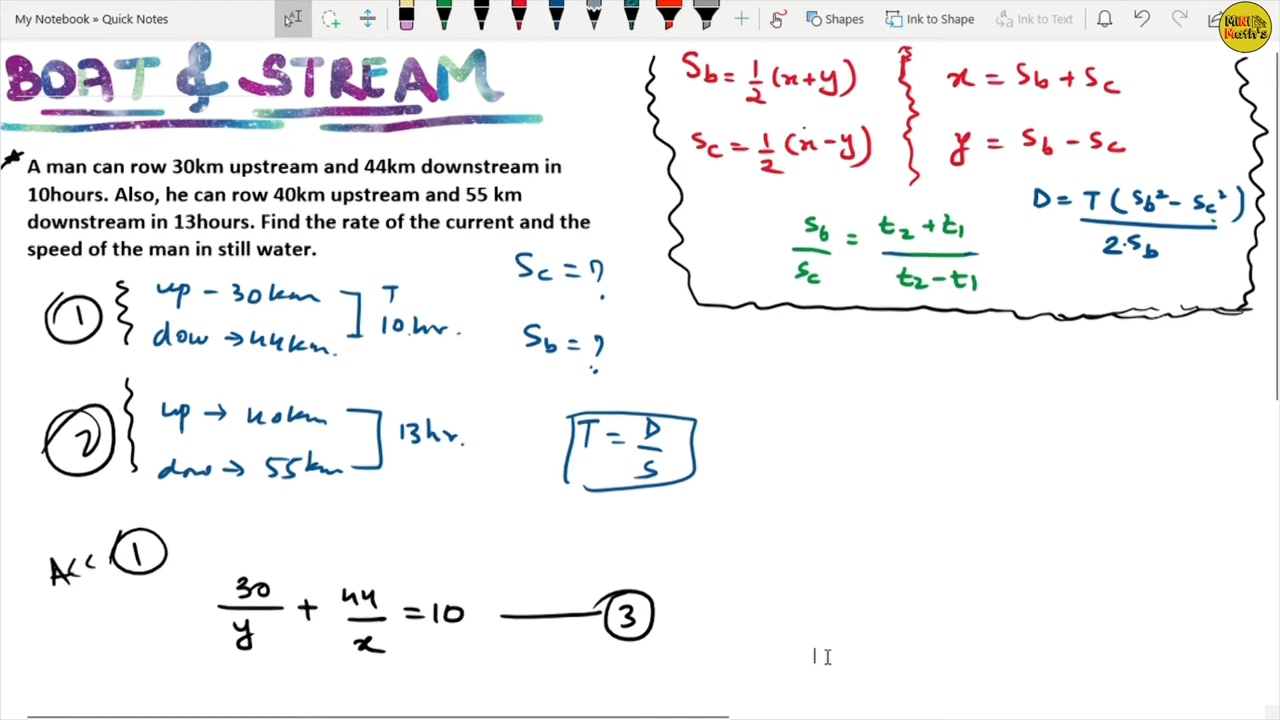 My Notebook » Quick Notes
Shapes
Ink to Shape
Ink to Text
MINI
Math's
BOAT & STREAM
A man can row 30km upstream and 44km downstream in
10hours. Also, he can row 40km upstream and 55 km
downstream in 13hours. Find the rate of the current and the
speed of the man in still water.
Sb = 1/2 (x+y)
x = Sb + Sc
Sc = 1/2 (x-y)
y = Sb - Sc
Sb/Sc = t2 + t1 / t2 - t1
D = T (Sb² - Sc²) / 2·Sb
1
up - 30km
dow → 44km.
T
10.hr.
Sc = ?
Sb = ?
2
up → 40km
dow → 55km
13hr.
T = D/S
Acc 1
30/y + 44/x = 10 —— 3